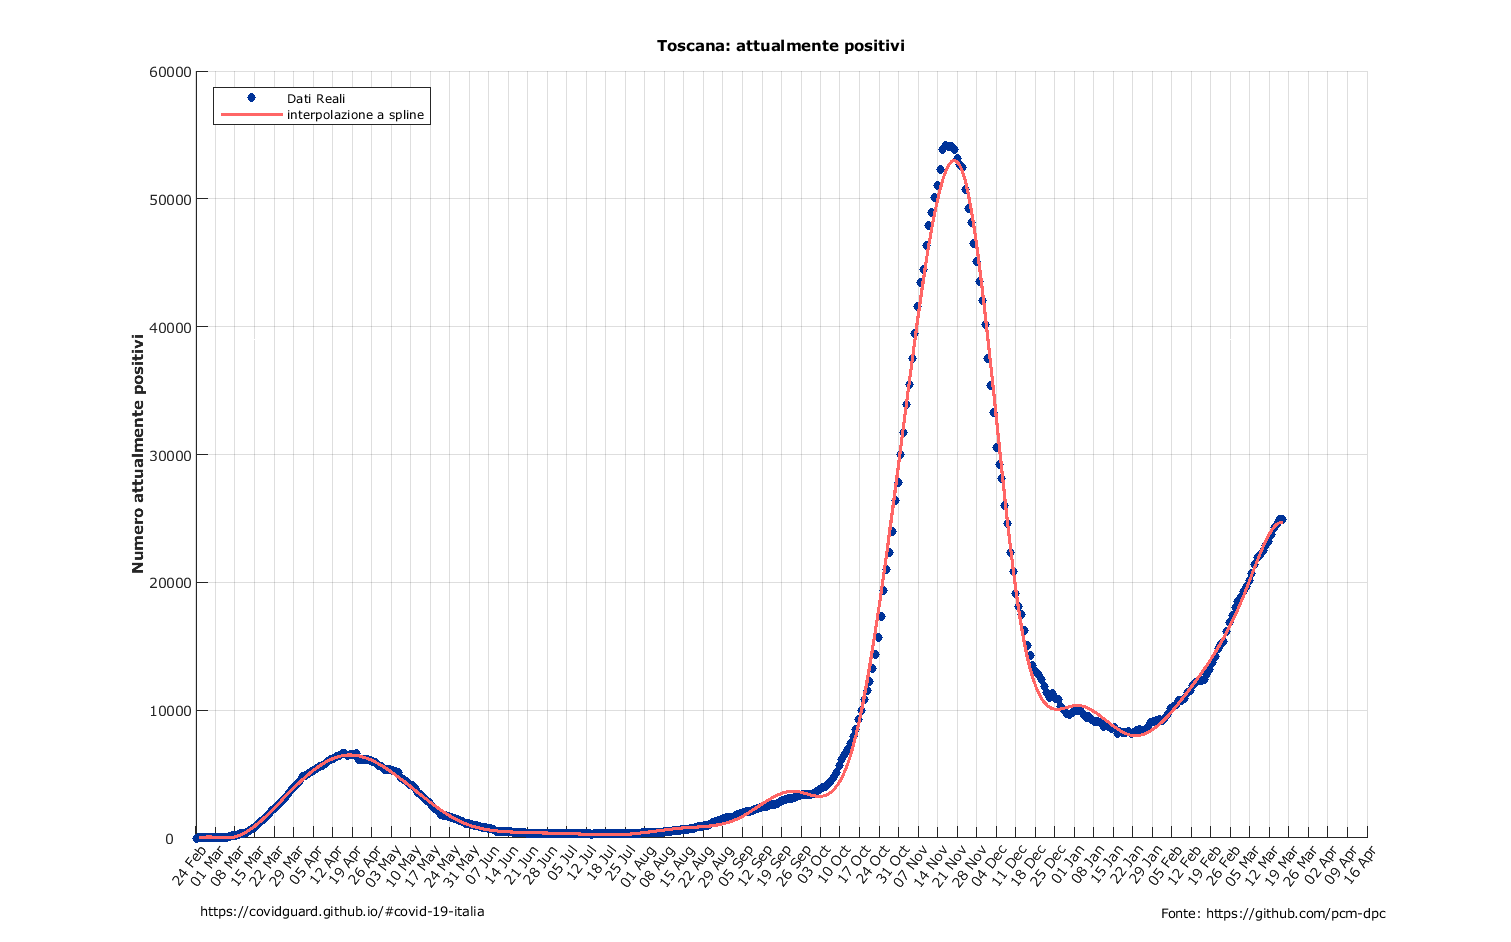 Toscana: attualmente positivi
60000
50000
40000
30000
20000
10000
0
Numero attualmente positivi
Dati Reali
interpolazione a spline
24 Feb
01 Mar
08 Mar
15 Mar
22 Mar
29 Mar
05 Apr
12 Apr
19 Apr
26 Apr
03 May
10 May
17 May
24 May
31 May
07 Jun
14 Jun
21 Jun
28 Jun
05 Jul
12 Jul
18 Jul
25 Jul
01 Aug
08 Aug
15 Aug
22 Aug
29 Aug
05 Sep
12 Sep
19 Sep
26 Sep
03 Oct
10 Oct
17 Oct
24 Oct
31 Oct
07 Nov
14 Nov
21 Nov
28 Nov
04 Dec
11 Dec
18 Dec
25 Dec
01 Jan
08 Jan
15 Jan
22 Jan
29 Jan
05 Feb
12 Feb
19 Feb
26 Feb
05 Mar
12 Mar
19 Mar
26 Mar
02 Apr
09 Apr
16 Apr
https://covidguard.github.io/#covid-19-italia
Fonte: https://github.com/pcm-dpc